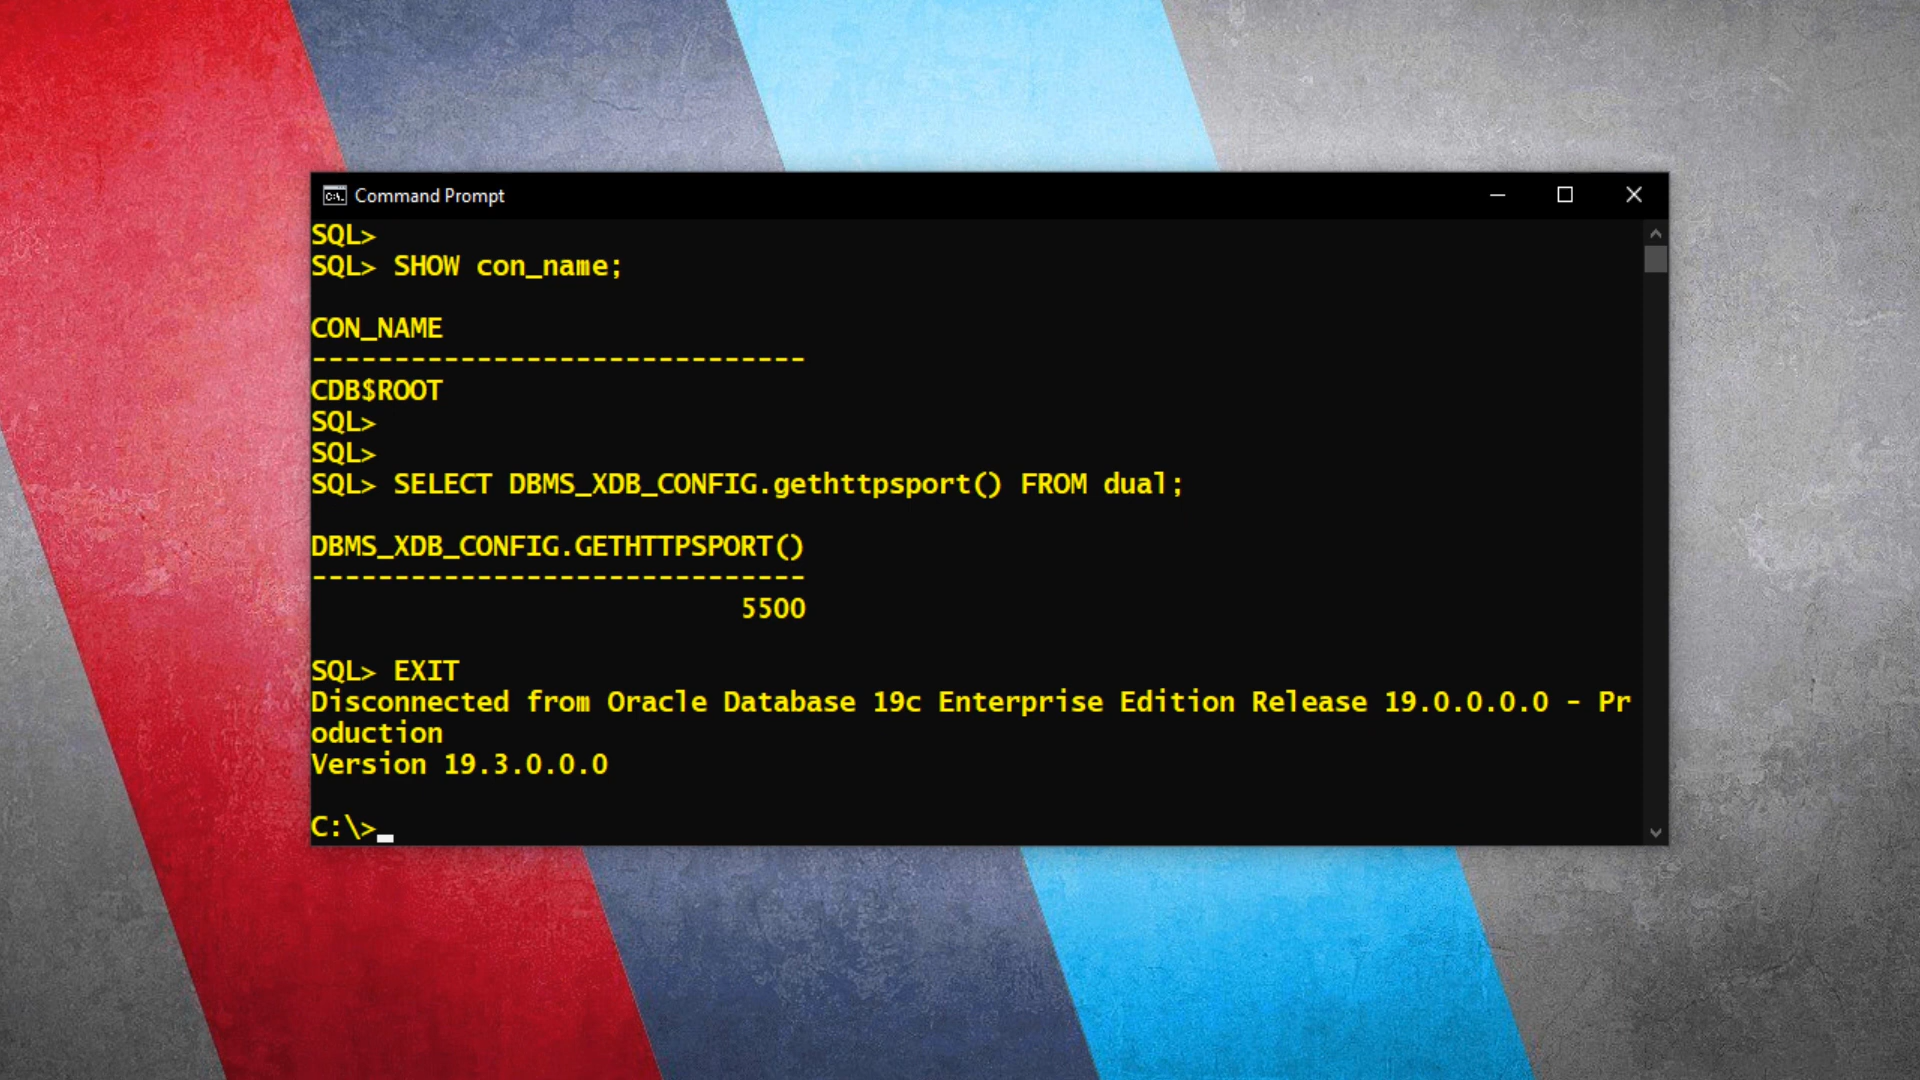 Command Prompt
SQL>
SQL> SHOW con_name;
CON_NAME
------------------------------
CDB$ROOT
SQL>
SQL>
SQL> SELECT DBMS_XDB_CONFIG.gethttpsport() FROM dual;
DBMS_XDB_CONFIG.GETHTTPSPORT()
------------------------------
5500
SQL> EXIT
Disconnected from Oracle Database 19c Enterprise Edition Release 19.0.0.0.0 - Pr
oduction
Version 19.3.0.0.0
C:\>